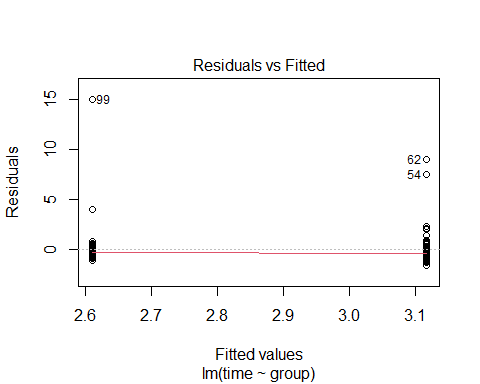 Residuals vs Fitted
Residuals
15
10
5
0
99
62
54
2.6 2.7 2.8 2.9 3.0 3.1
Fitted values
lm(time ~ group)